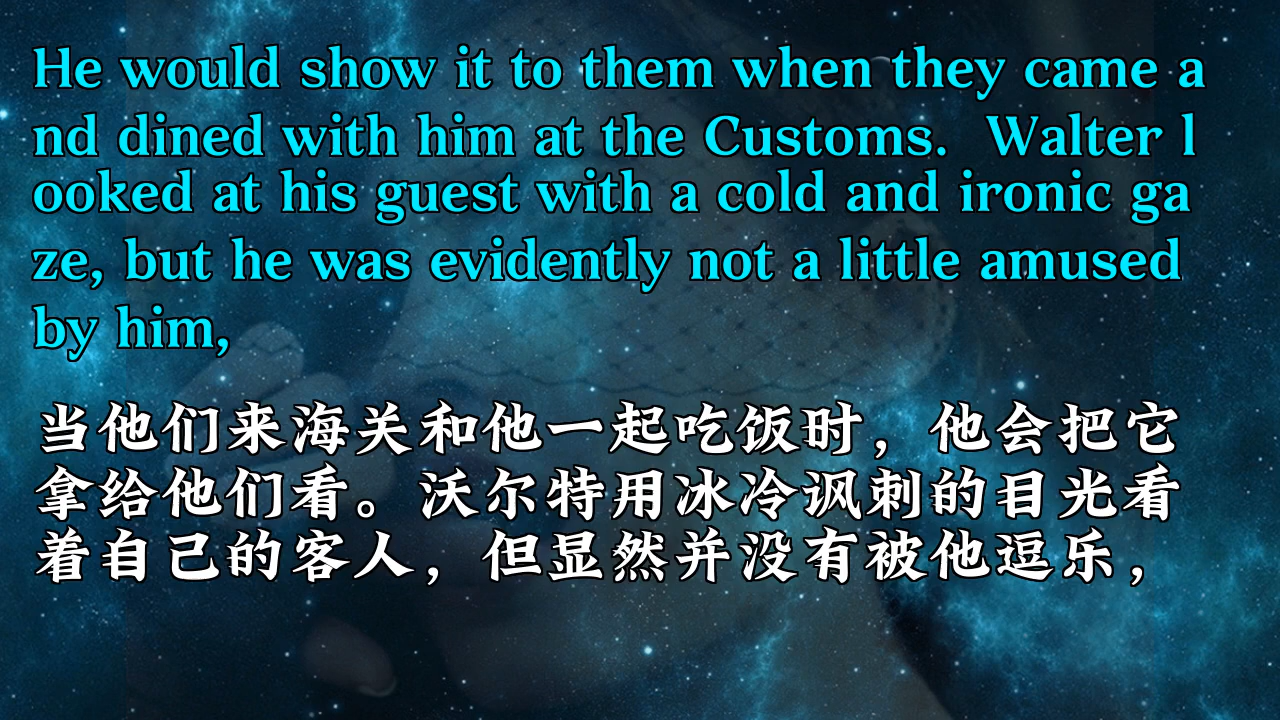 He would show it to them when they came a
nd dined with him at the Customs.  Walter l
ooked at his guest with a cold and ironic ga
ze, but he was evidently not a little amused
by him,
当他们来海关和他一起吃饭时，他会把它
拿给他们看。沃尔特用冰冷讽刺的目光看
着自己的客人，但显然并没有被他逗乐，